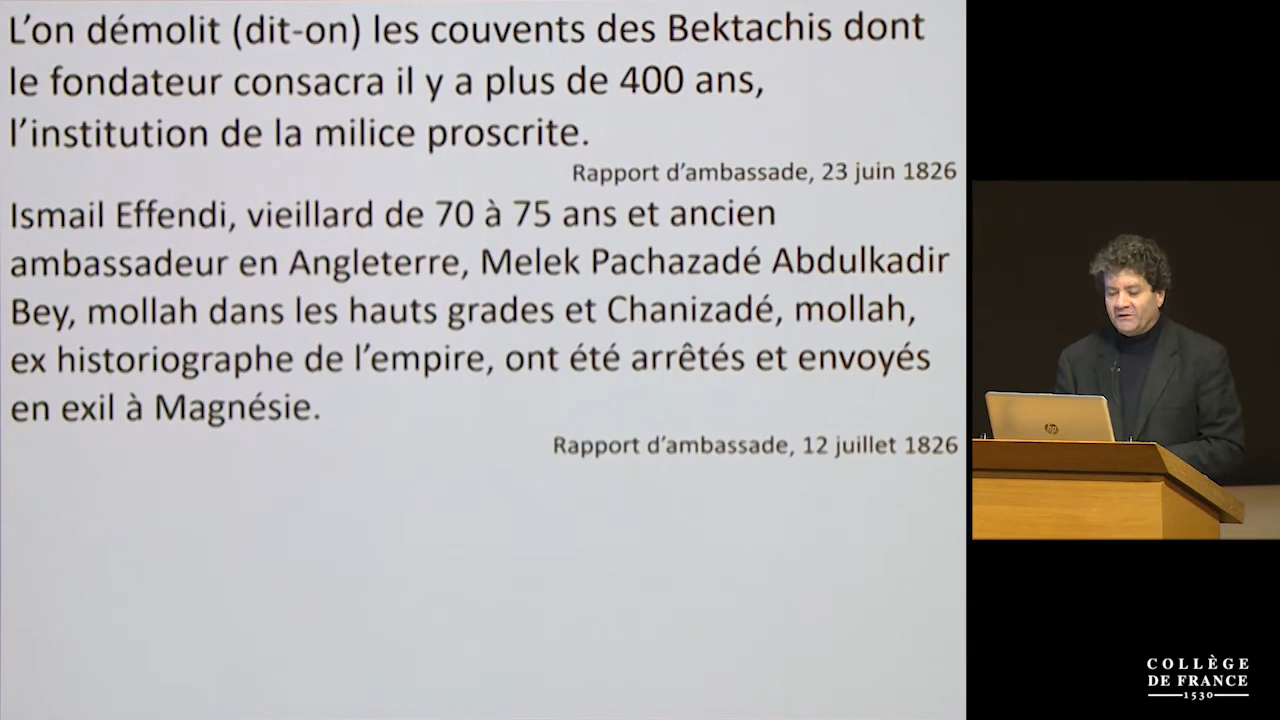 L’on démolit (dit-on) les couvents des Bektachis dont
le fondateur consacra il y a plus de 400 ans,
l’institution de la milice proscrite.
Rapport d’ambassade, 23 juin 1826
Ismail Effendi, vieillard de 70 à 75 ans et ancien
ambassadeur en Angleterre, Melek Pachazadé Abdulkadir
Bey, mollah dans les hauts grades et Chanizadé, mollah,
ex historiographe de l’empire, ont été arrêtés et envoyés
en exil à Magnésie.
Rapport d’ambassade, 12 juillet 1826
hp
COLLÈGE
DE FRANCE
1530